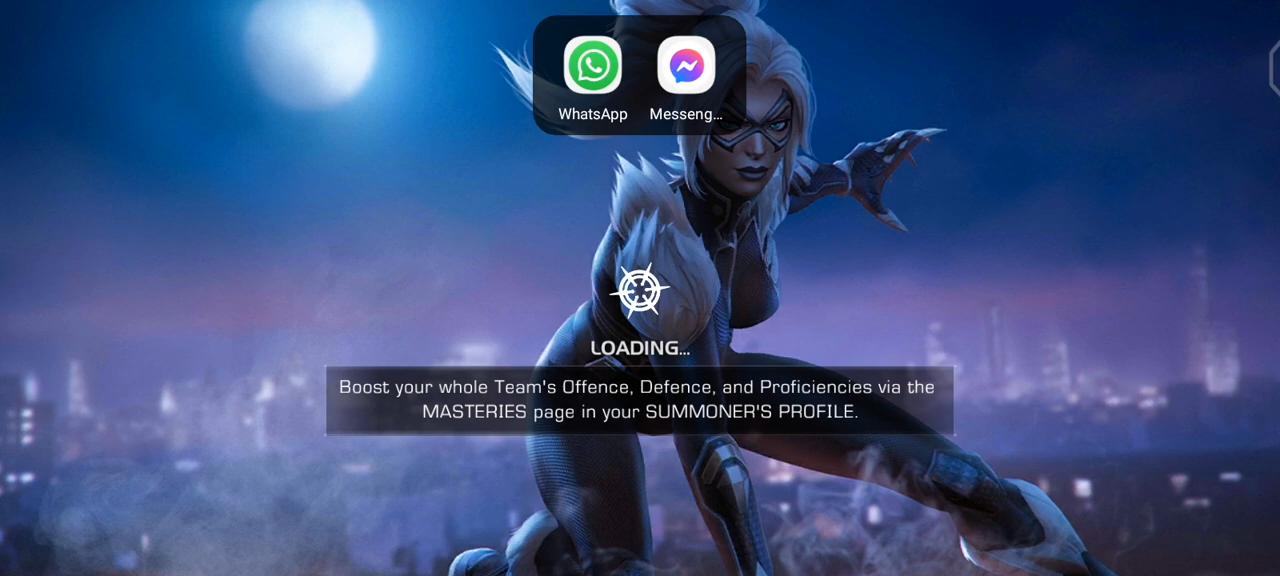 WhatsApp
Messeng...
LOADING...
Boost your whole Team's Offence, Defence, and Proficiencies via the
MASTERIES page in your SUMMONER'S PROFILE.